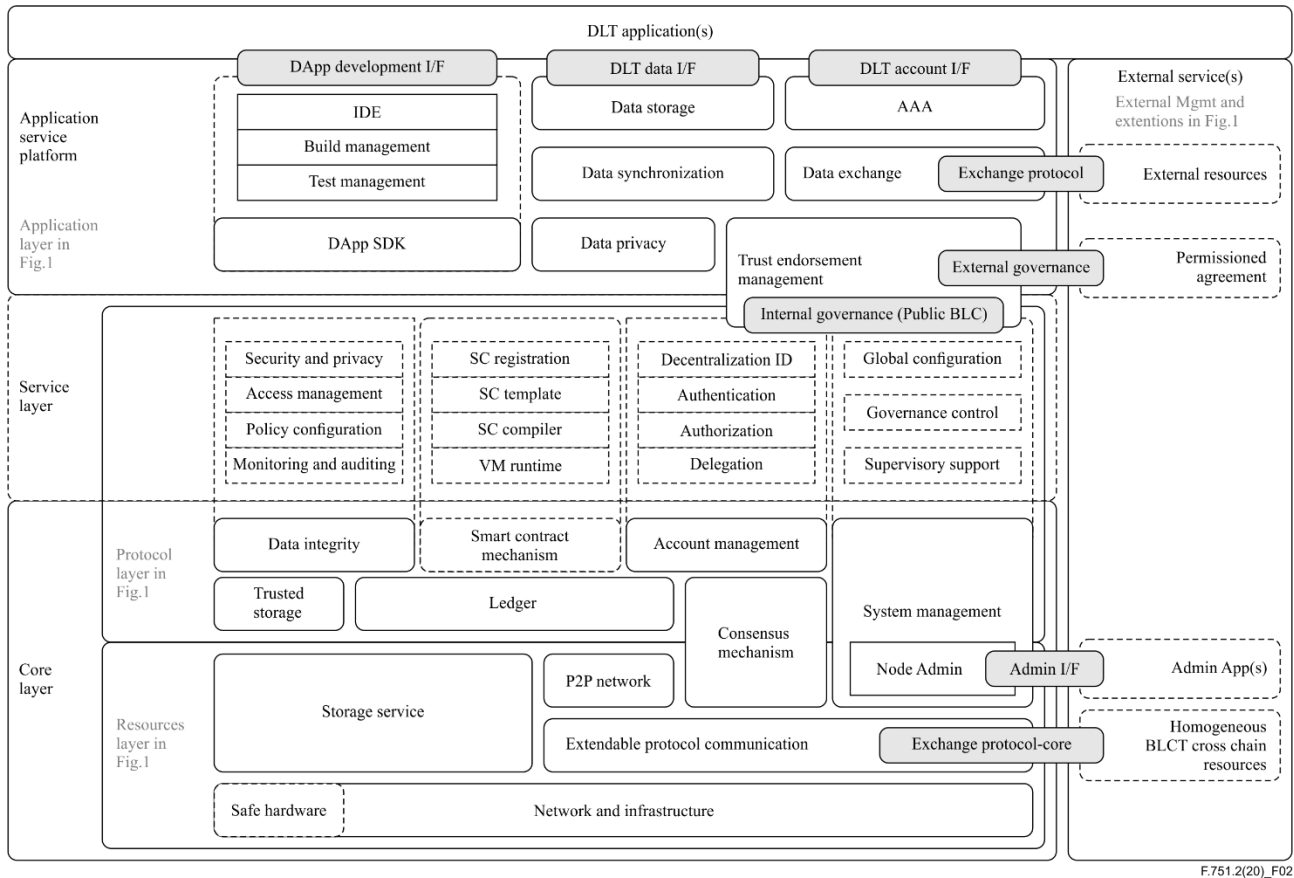 DLT application(s)
DApp development I/F
DLT data I/F
DLT account I/F
Application
service
platform
Application
layer in
Fig.1
IDE
Build management
Test management
DApp SDK
Data storage
Data synchronization
Data privacy
AAA
Data exchange
Exchange protocol
Trust endorsement
management
External governance
Internal governance (Public BLC)
External service(s)
External Mgmt and
extentions in Fig.1
External resources
Permissioned
agreement
Service
layer
Security and privacy
Access management
Policy configuration
Monitoring and auditing
SC registration
SC template
SC compiler
VM runtime
Decentralization ID
Authentication
Authorization
Delegation
Global configuration
Governance control
Supervisory support
Core
layer
Protocol
layer in
Fig.1
Data integrity
Smart contract
mechanism
Account management
Trusted
storage
Ledger
Consensus
mechanism
System management
Node Admin
Admin I/F
Admin App(s)
Resources
layer in
Fig.1
Storage service
P2P network
Extendable protocol communication
Exchange protocol-core
Homogeneous
BLCT cross chain
resources
Safe hardware
Network and infrastructure
F.751.2(20)_F02